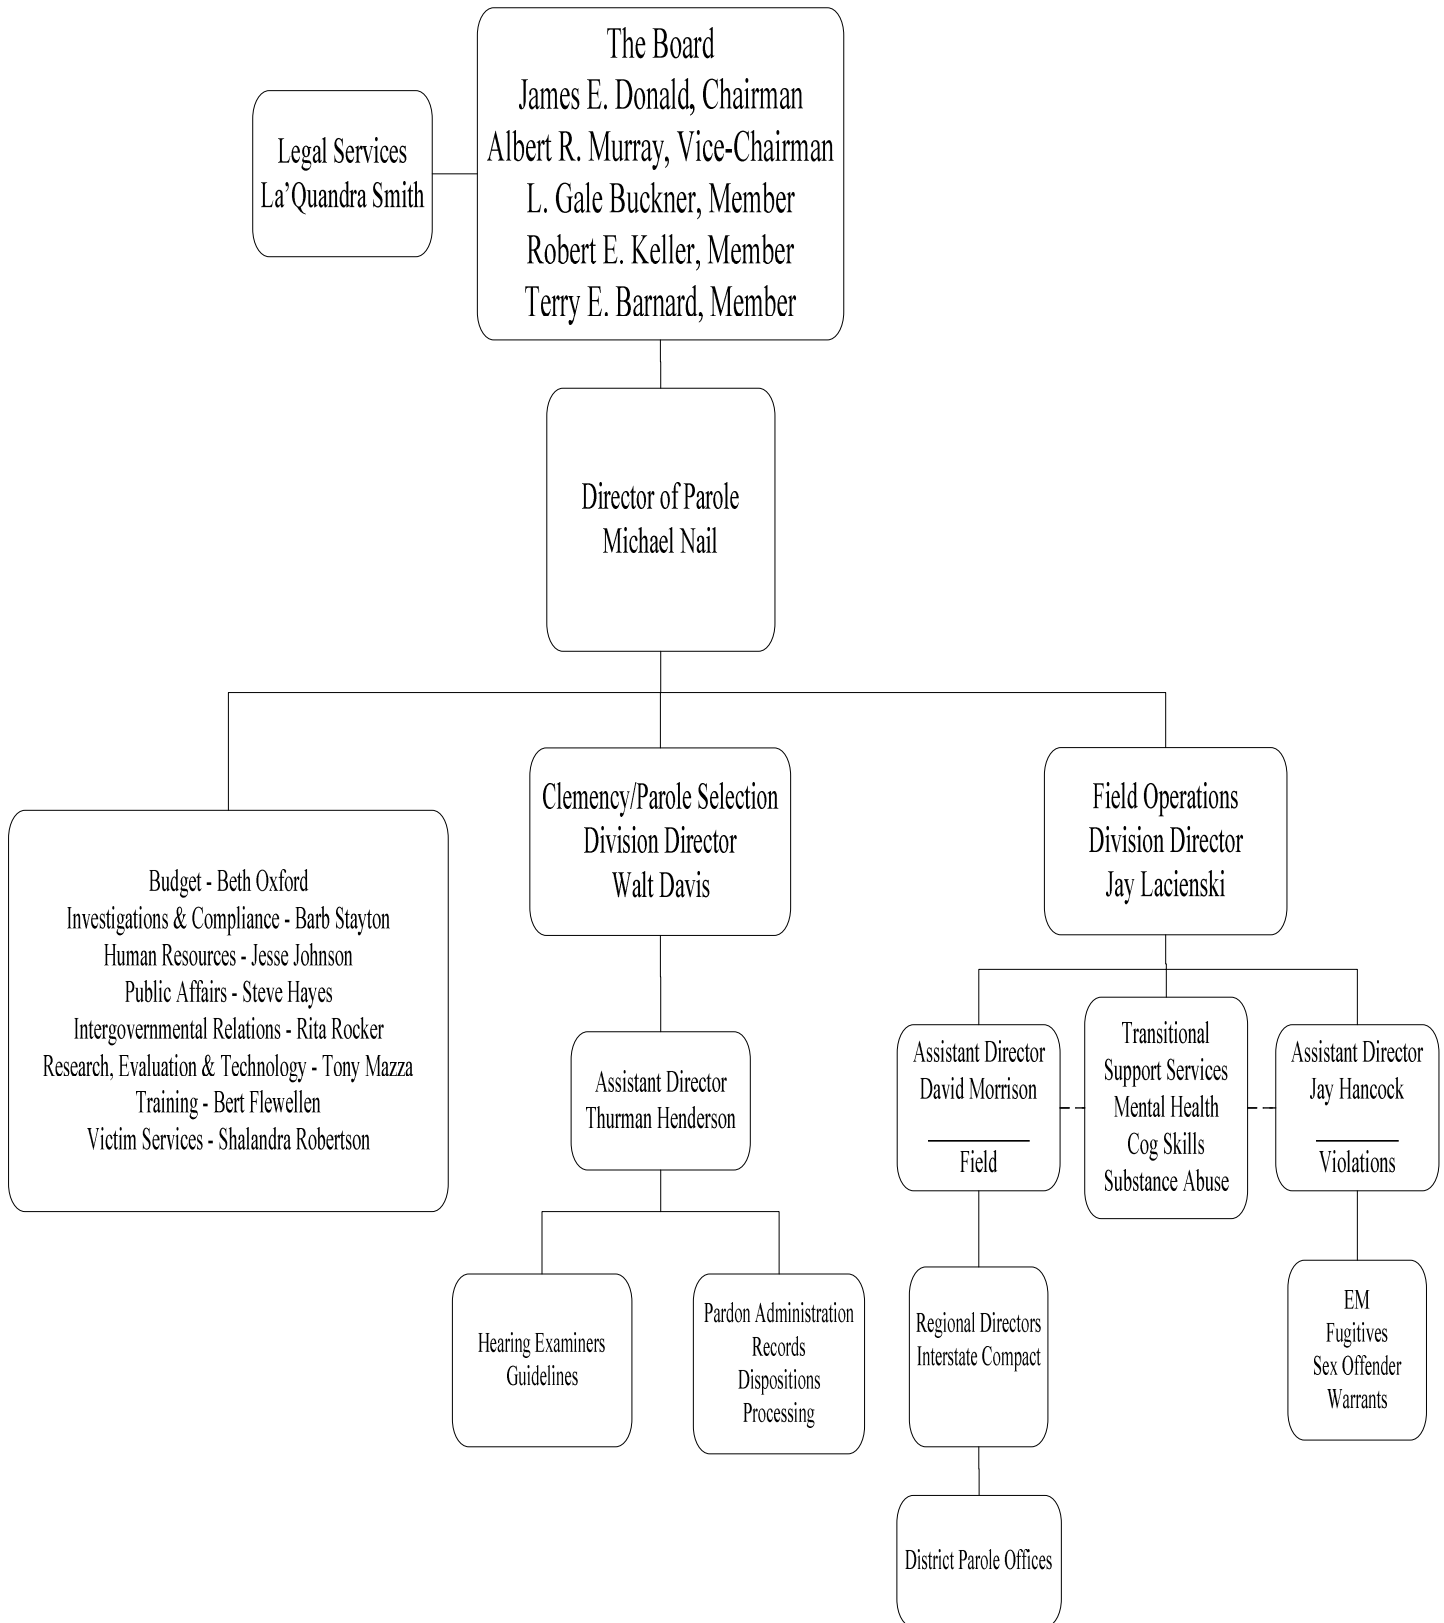 The Board
James E. Donald, Chairman
Albert R. Murray, Vice-Chairman
L. Gale Buckner, Member
Robert E. Keller, Member
Terry E. Barnard, Member
Legal Services
La’Quandra Smith
Director of Parole
Michael Nail
Budget - Beth Oxford
Investigations & Compliance - Barb Stayton
Human Resources - Jesse Johnson
Public Affairs - Steve Hayes
Intergovernmental Relations - Rita Rocker
Research, Evaluation & Technology - Tony Mazza
Training - Bert Flewellen
Victim Services - Shalandra Robertson
Clemency/Parole Selection
Division Director
Walt Davis
Field Operations
Division Director
Jay Lacienski
Assistant Director
Thurman Henderson
Assistant Director
David Morrison
Field
Transitional
Support Services
Mental Health
Cog Skills
Substance Abuse
Assistant Director
Jay Hancock
Violations
Hearing Examiners
Guidelines
Pardon Administration
Records
Dispositions
Processing
Regional Directors
Interstate Compact
EM
Fugitives
Sex Offender
Warrants
District Parole Offices